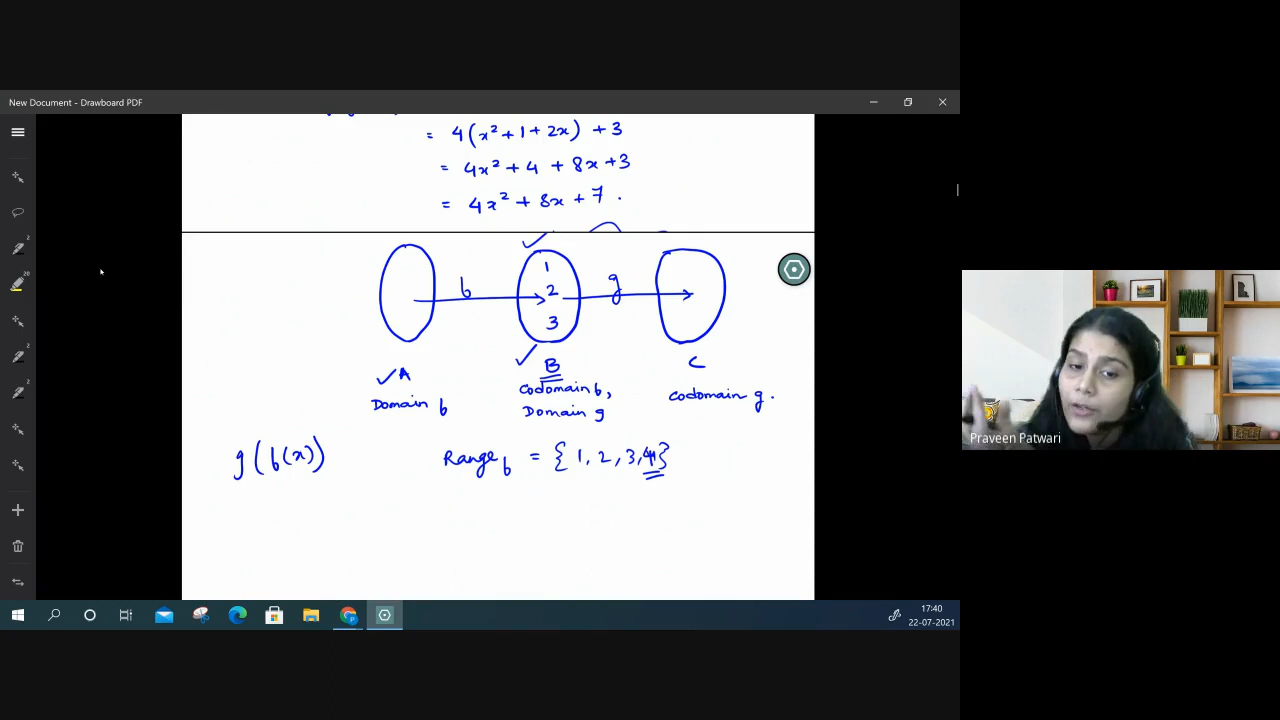 New Document - Drawboard PDF
= 4(x² + 1 + 2x) + 3
= 4x² + 4 + 8x + 3
= 4x² + 8x + 7 .
1
b
g
2
3
A
B
C
Domain b
Codomain b,
Domain g
codomain g.
g(b(x))
Range b = { 1, 2, 3, 4 }
Praveen Patwari
17:40
22-07-2021